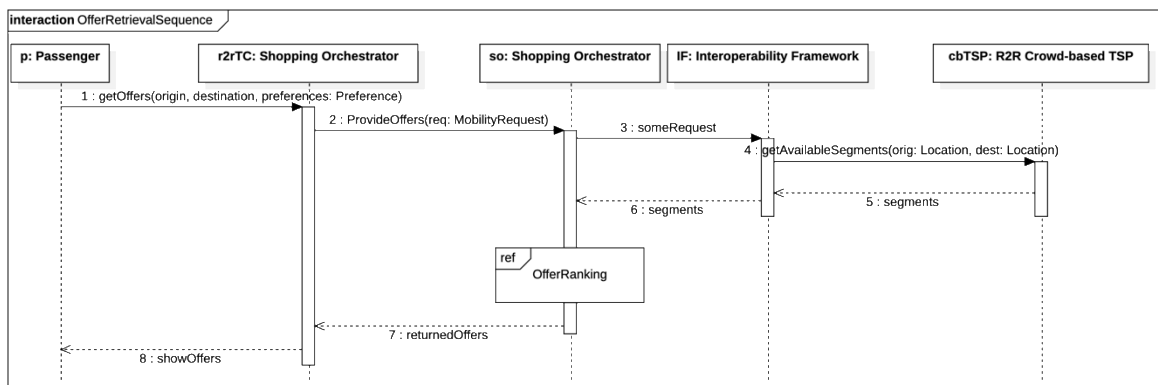 interaction OfferRetrievalSequence
p: Passenger
r2rTC: Shopping Orchestrator
so: Shopping Orchestrator
IF: Interoperability Framework
cbTSP: R2R Crowd-based TSP
1 : getOffers(origin, destination, preferences: Preference)
2 : ProvideOffers(req: MobilityRequest)
3 : someRequest
4 : getAvailableSegments(orig: Location, dest: Location)
5 : segments
6 : segments
ref
OfferRanking
7 : returnedOffers
8 : showOffers